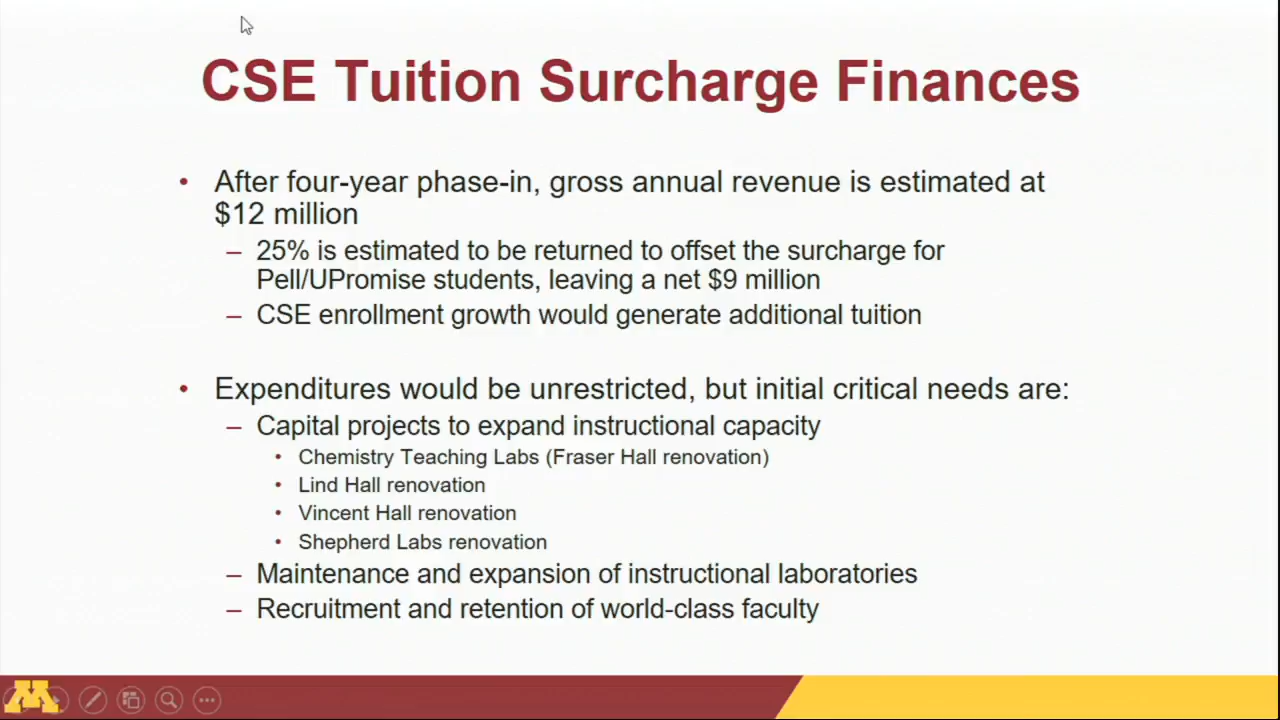 CSE Tuition Surcharge Finances
• After four-year phase-in, gross annual revenue is estimated at
$12 million
– 25% is estimated to be returned to offset the surcharge for
Pell/UPromise students, leaving a net $9 million
– CSE enrollment growth would generate additional tuition
• Expenditures would be unrestricted, but initial critical needs are:
– Capital projects to expand instructional capacity
• Chemistry Teaching Labs (Fraser Hall renovation)
• Lind Hall renovation
• Vincent Hall renovation
• Shepherd Labs renovation
– Maintenance and expansion of instructional laboratories
– Recruitment and retention of world-class faculty
M